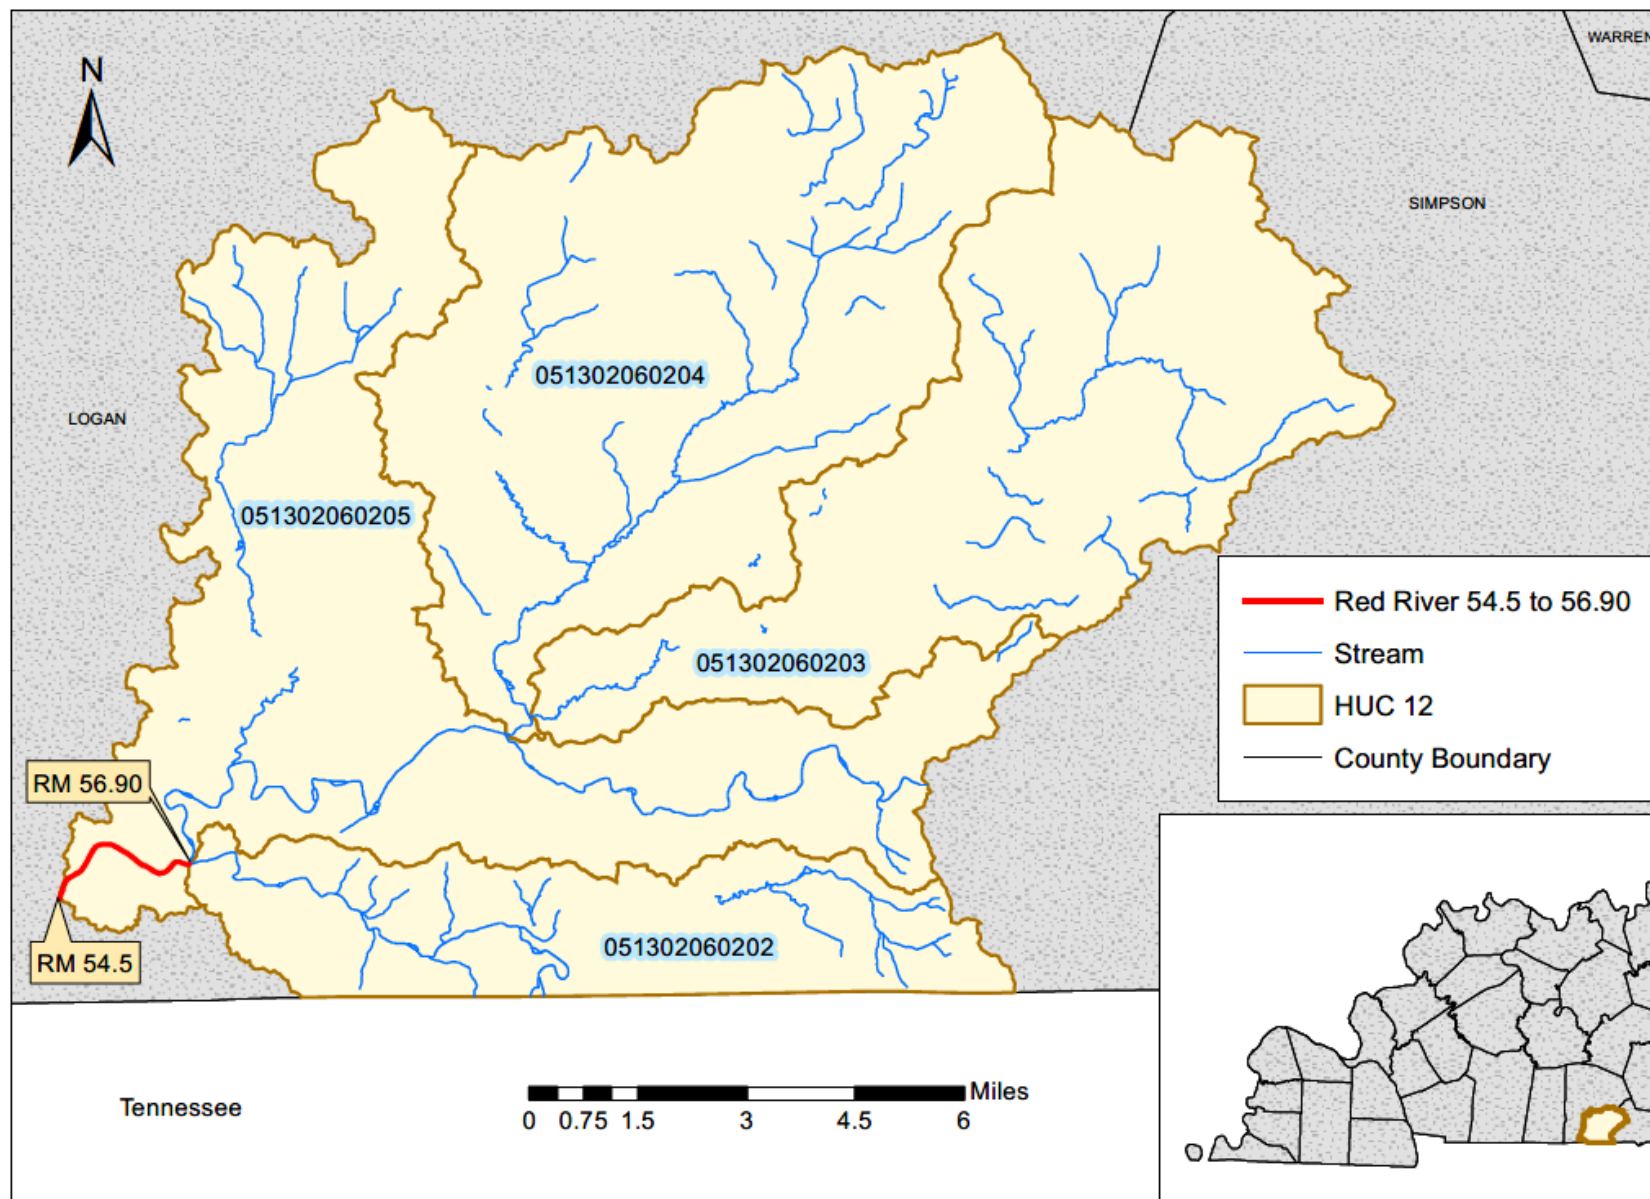 WARREN
N
SIMPSON
051302060204
LOGAN
051302060205
Red River 54.5 to 56.90
Stream
HUC 12
County Boundary
051302060203
RM 56.90
051302060202
RM 54.5
Tennessee
Miles
0 0.75 1.5 3 4.5 6